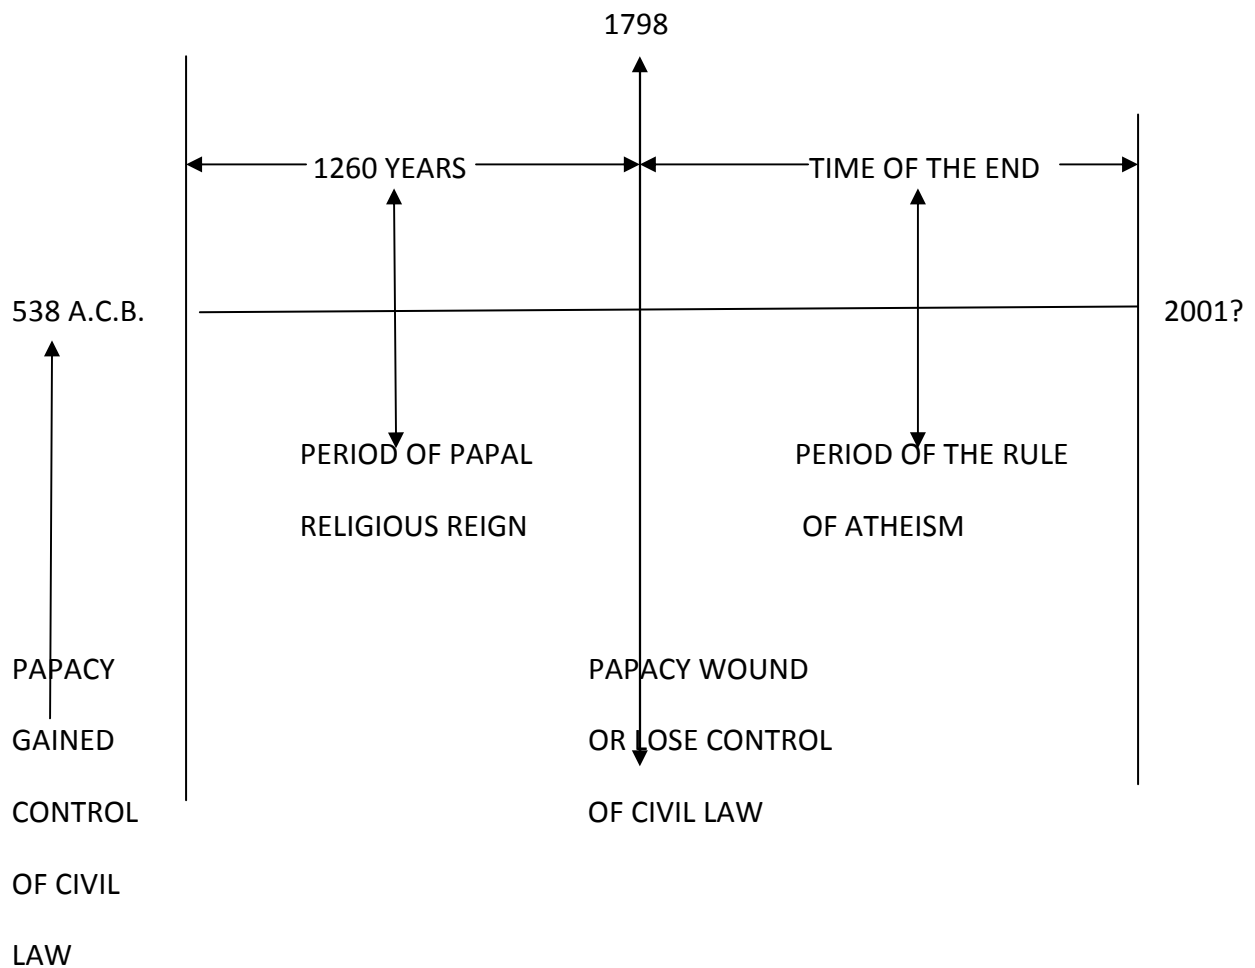 1798
1260 YEARS
TIME OF THE END
538 A.C.B.
2001?
PERIOD OF PAPAL
RELIGIOUS REIGN
PERIOD OF THE RULE
OF ATHEISM
PAPACY
GAINED
CONTROL
OF CIVIL
LAW
PAPACY WOUND
OR LOSE CONTROL
OF CIVIL LAW